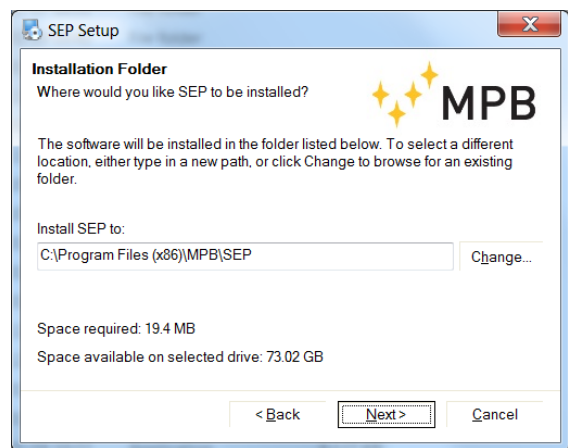 SEP Setup
Installation Folder
Where would you like SEP to be installed?
MPB
The software will be installed in the folder listed below. To select a different
location, either type in a new path, or click Change to browse for an existing
folder.
Install SEP to:
C:\Program Files (x86)\MPB\SEP
Change...
Space required: 19.4 MB
Space available on selected drive: 73.02 GB
< Back
Next >
Cancel